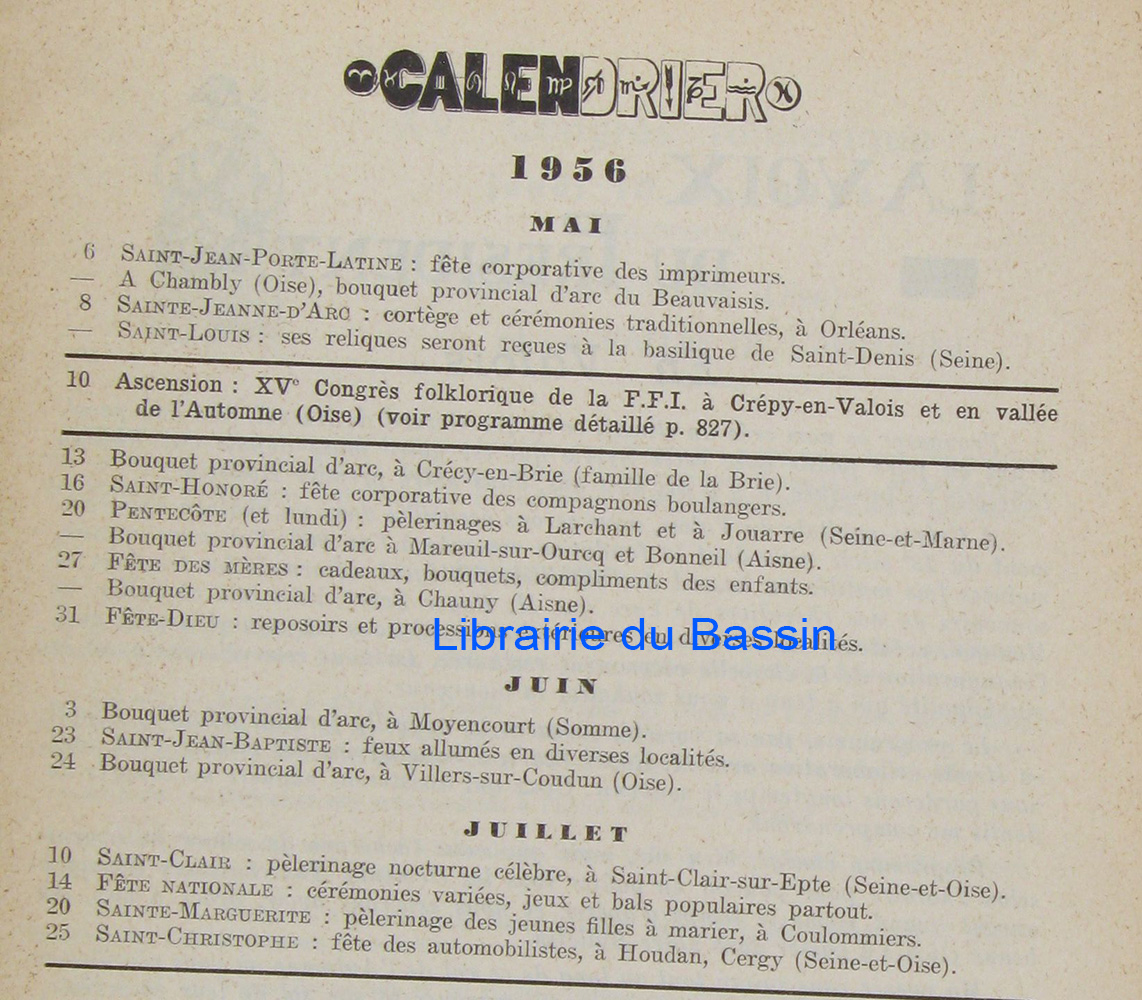 CALENDRIER
1956
MAI
6 SAINT-JEAN-PORTE-LATINE : fête corporative des imprimeurs.
— A Chambly (Oise), bouquet provincial d'arc du Beauvaisis.
8 SAINTE-JEANNE-D'ARC : cortège et cérémonies traditionnelles, à Orléans.
— SAINT-LOUIS : ses reliques seront reçues à la basilique de Saint-Denis (Seine).
10 Ascension : XVe Congrès folklorique de la F.F.I. à Crépy-en-Valois et en vallée
de l'Automne (Oise) (voir programme détaillé p. 827).
13 Bouquet provincial d'arc, à Crécy-en-Brie (famille de la Brie).
16 SAINT-HONORÉ : fête corporative des compagnons boulangers.
20 PENTECÔTE (et lundi) : pèlerinages à Larchant et à Jouarre (Seine-et-Marne).
— Bouquet provincial d'arc à Mareuil-sur-Ourcq et Bonneil (Aisne).
27 FÊTE DES MÈRES : cadeaux, bouquets, compliments des enfants.
— Bouquet provincial d'arc, à Chauny (Aisne).
31 FÊTE-DIEU : reposoirs et processions extérieures en diverses localités.
Librairie du Bassin
JUIN
3 Bouquet provincial d'arc, à Moyencourt (Somme).
23 SAINT-JEAN-BAPTISTE : feux allumés en diverses localités.
24 Bouquet provincial d'arc, à Villers-sur-Coudun (Oise).
JUILLET
10 SAINT-CLAIR : pèlerinage nocturne célèbre, à Saint-Clair-sur-Epte (Seine-et-Oise).
14 FÊTE NATIONALE : cérémonies variées, jeux et bals populaires partout.
20 SAINTE-MARGUERITE : pèlerinage des jeunes filles à marier, à Coulommiers.
25 SAINT-CHRISTOPHE : fête des automobilistes, à Houdan, Cergy (Seine-et-Oise).